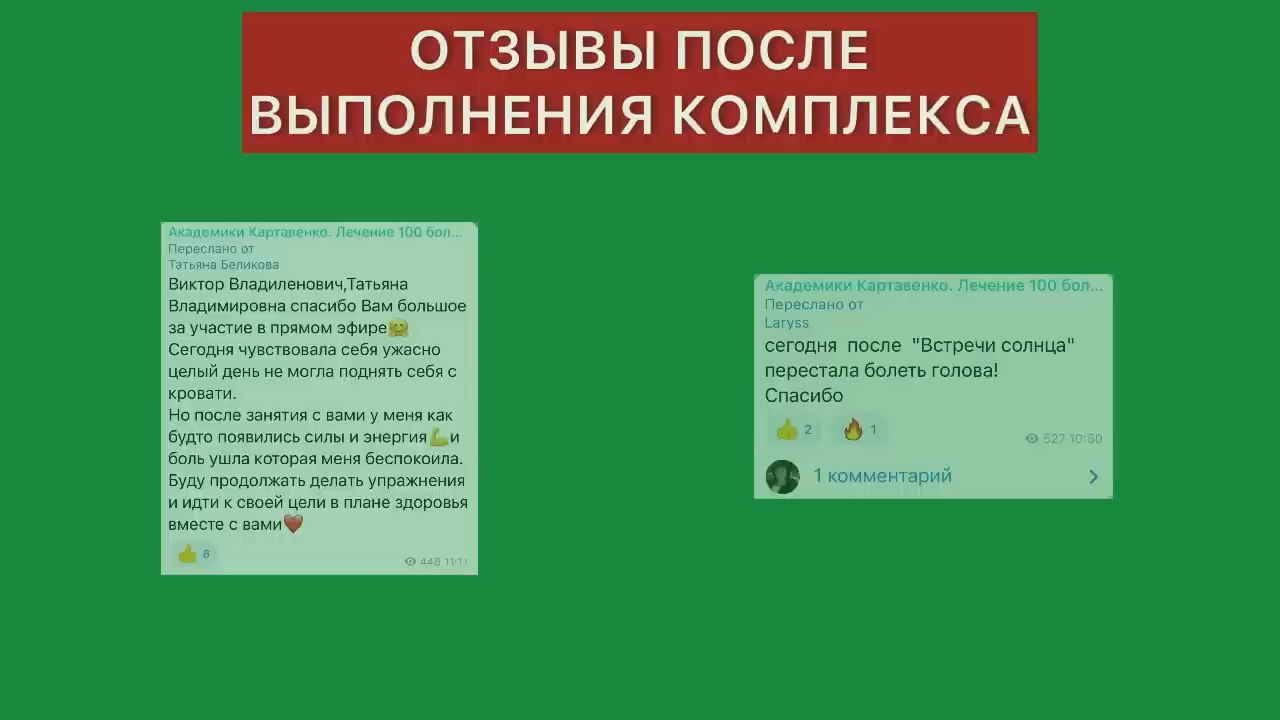 ОТЗЫВЫ ПОСЛЕ
ВЫПОЛНЕНИЯ КОМПЛЕКСА
Академики Картавенко. Лечение 100 бол...
Переслано от
Татьяна Беликова
Виктор Владиленович,Татьяна
Владимировна спасибо Вам большое
за участие в прямом эфире🤗
Сегодня чувствовала себя ужасно
целый день не могла поднять себя с
кровати.
Но после занятия с вами у меня как
будто появились силы и энергия💪и
боль ушла которая меня беспокоила.
Буду продолжать делать упражнения
и идти к своей цели в плане здоровья
вместе с вами❤️
👍 8
448 11:11
Академики Картавенко. Лечение 100 бол...
Переслано от
Laryss
сегодня после "Встречи солнца"
перестала болеть голова!
Спасибо
👍 2 🔥 1
527 10:50
1 комментарий